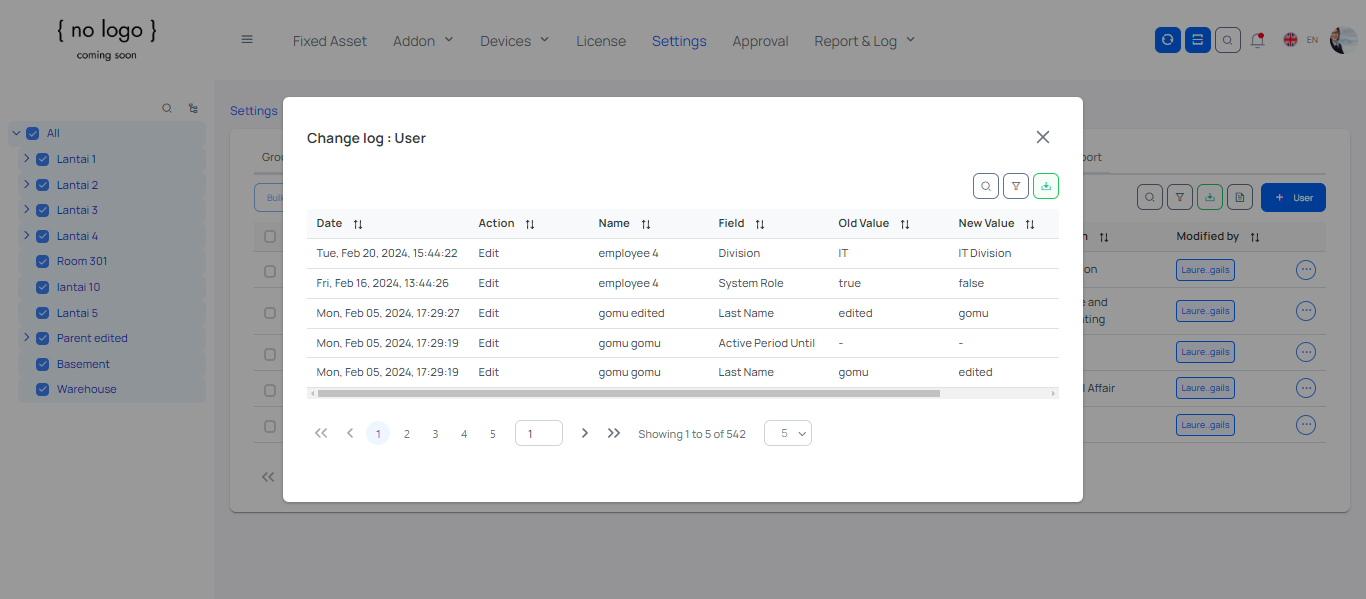 { no logo }
coming soon
Fixed Asset Addon Devices License Settings Approval Report & Log EN
All
Lantai 1
Lantai 2
Lantai 3
Lantai 4
Room 301
lantai 10
Lantai 5
Parent edited
Basement
Warehouse
Settings
User
Modified by
Laure..gails
Laure..gails
Laure..gails
Laure..gails
Affair
Laure..gails
Change log : User
Date Action Name Field Old Value New Value
Tue, Feb 20, 2024, 15:44:22 Edit employee 4 Division IT IT Division
Fri, Feb 16, 2024, 13:44:26 Edit employee 4 System Role true false
Mon, Feb 05, 2024, 17:29:27 Edit gomu edited Last Name edited gomu
Mon, Feb 05, 2024, 17:29:19 Edit gomu gomu Active Period Until - -
Mon, Feb 05, 2024, 17:29:19 Edit gomu gomu Last Name gomu edited
1 2 3 4 5 1 Showing 1 to 5 of 542 5